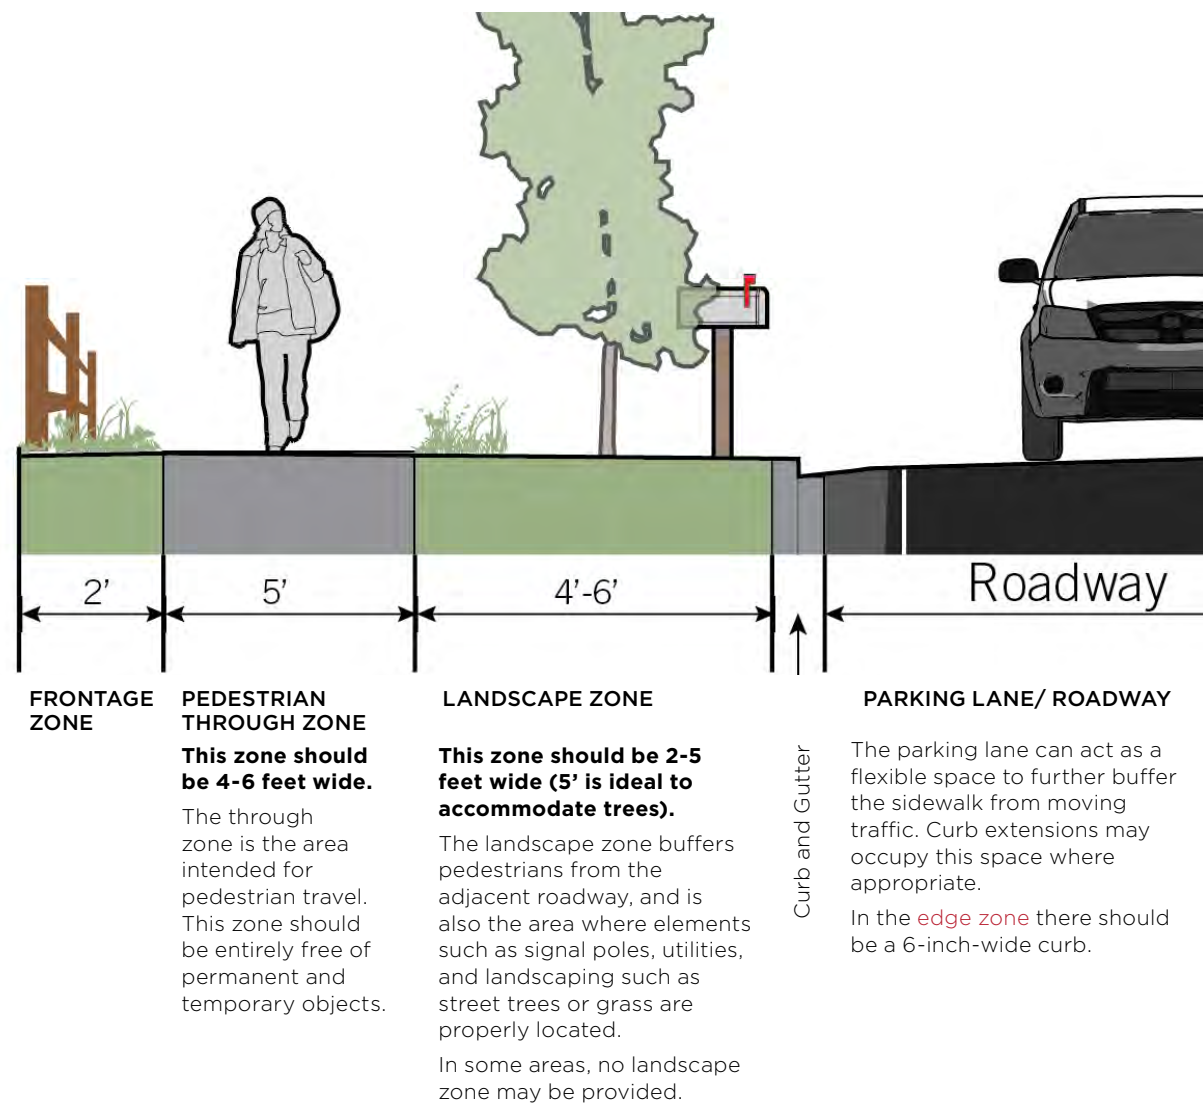 2’
5’
4’-6’
Roadway
FRONTAGE
ZONE
PEDESTRIAN
THROUGH ZONE
This zone should
be 4-6 feet wide.
The through
zone is the area
intended for
pedestrian travel.
This zone should
be entirely free of
permanent and
temporary objects.
LANDSCAPE ZONE
This zone should be 2-5
feet wide (5’ is ideal to
accommodate trees).
The landscape zone buffers
pedestrians from the
adjacent roadway, and is
also the area where elements
such as signal poles, utilities,
and landscaping such as
street trees or grass are
properly located.
In some areas, no landscape
zone may be provided.
Curb and Gutter
PARKING LANE/ ROADWAY
The parking lane can act as a
flexible space to further buffer
the sidewalk from moving
traffic. Curb extensions may
occupy this space where
appropriate.
In the edge zone there should
be a 6-inch-wide curb.